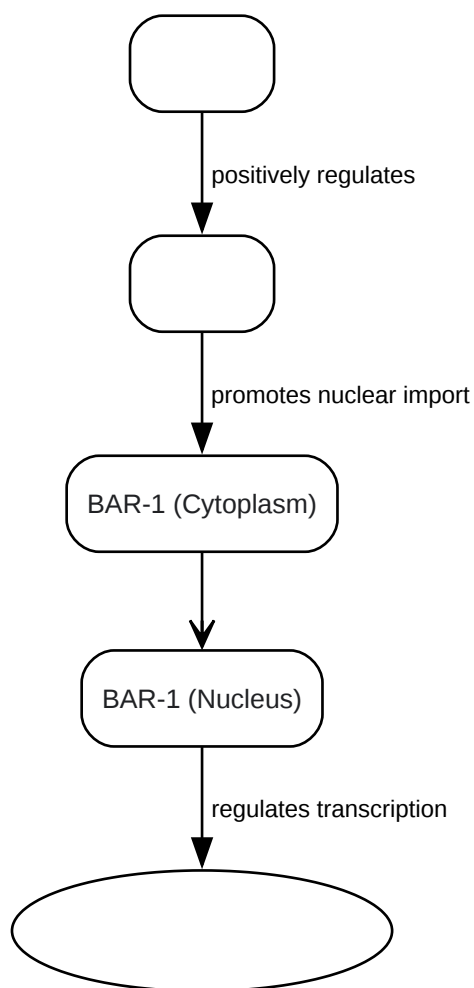 positively regulates
promotes nuclear import
BAR-1 (Cytoplasm)
BAR-1 (Nucleus)
regulates transcription